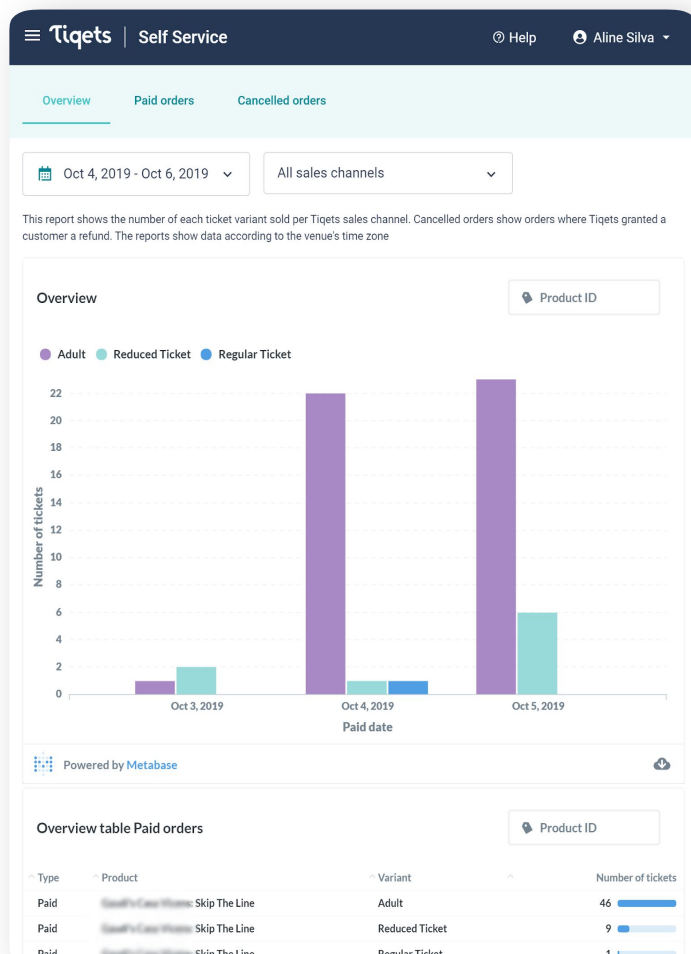 Tiqets | Self Service
Help
Aline Silva
Overview
Paid orders
Cancelled orders
Oct 4, 2019 - Oct 6, 2019
All sales channels
This report shows the number of each ticket variant sold per Tiqets sales channel. Cancelled orders show orders where Tiqets granted a
customer a refund. The reports show data according to the venue's time zone
Overview
Product ID
Adult
Reduced Ticket
Regular Ticket
Number of tickets
22
20
18
16
14
12
10
8
6
4
2
0
Oct 3, 2019
Oct 4, 2019
Oct 5, 2019
Paid date
Powered by Metabase
Overview table Paid orders
Product ID
Type Product Variant Number of tickets
Paid : Skip The Line Adult 46
Paid : Skip The Line Reduced Ticket 9
Paid : Skip The Line Regular Ticket 1